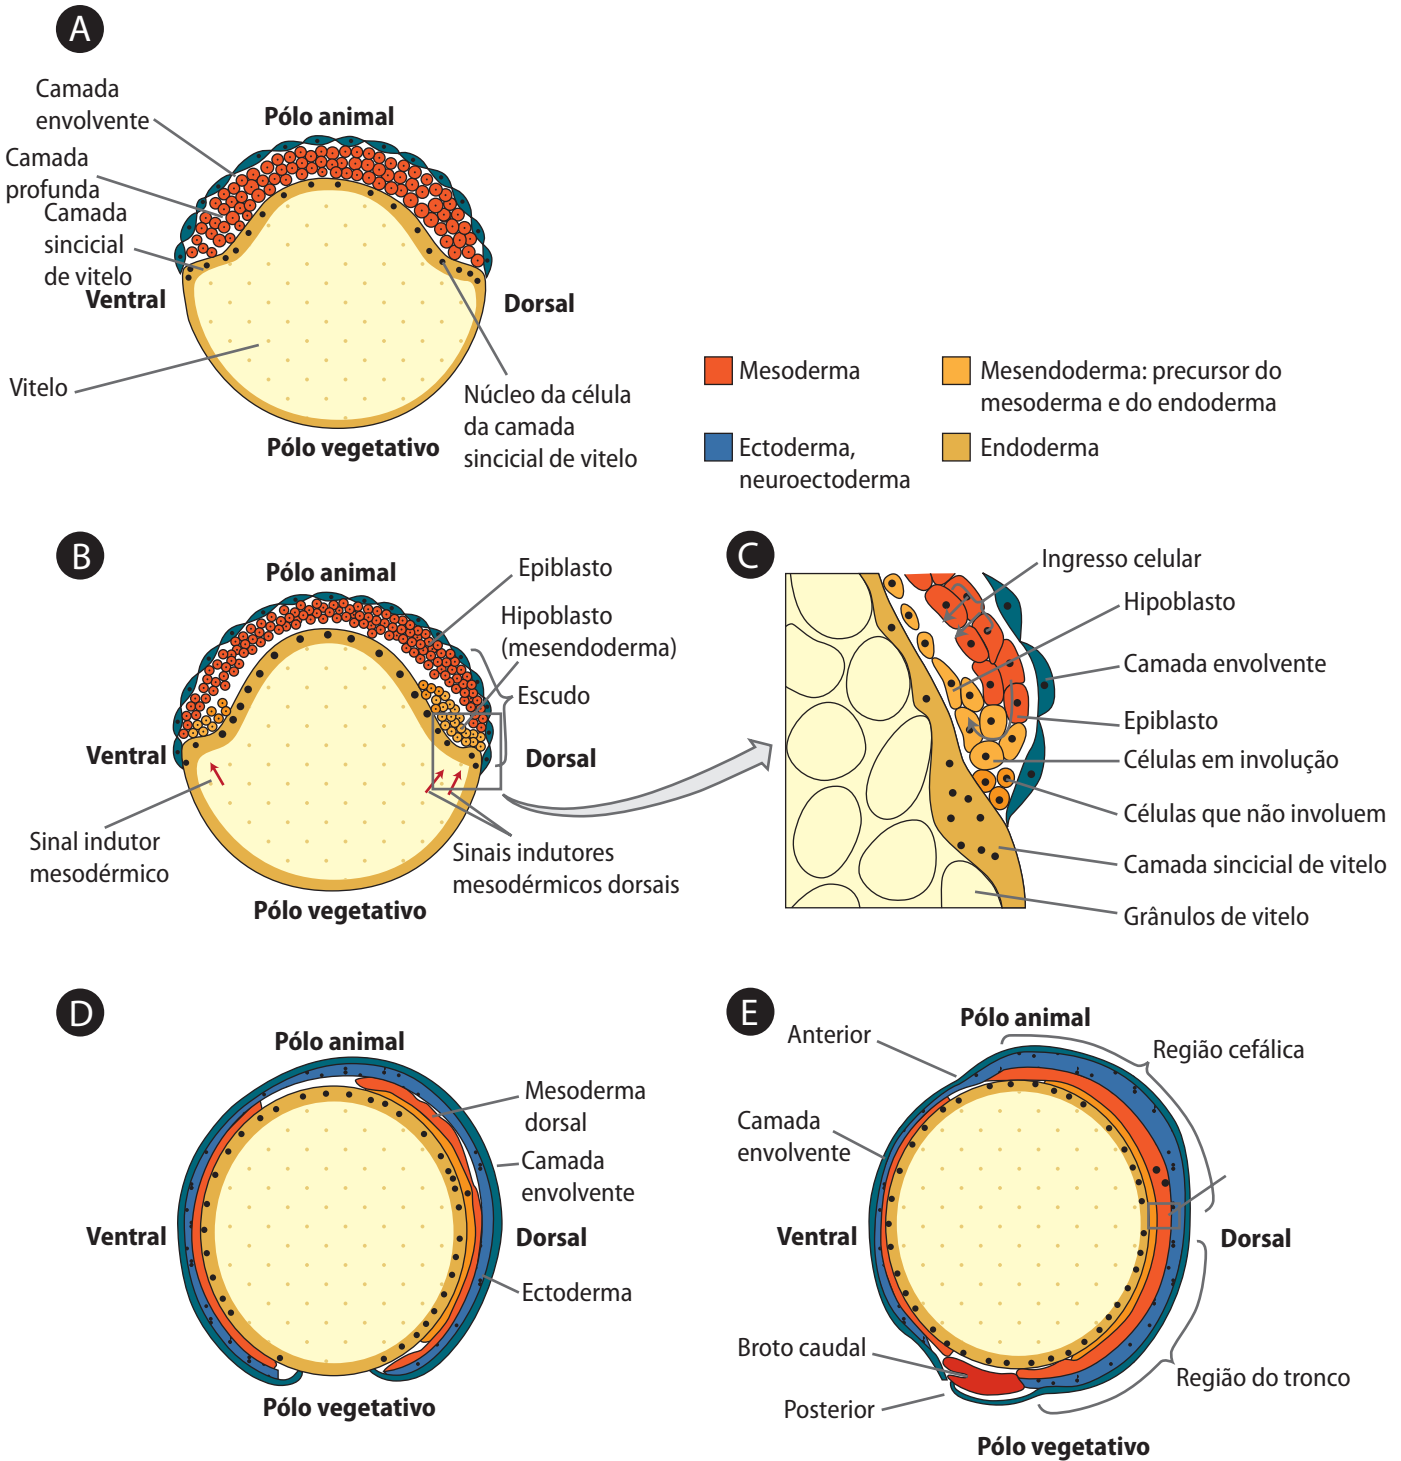 A
Camada
envolvente
Pólo animal
Camada
profunda
Camada
sincicial
de vitelo
Ventral
Dorsal
Vitelo
Núcleo da célula
da camada
sincicial de vitelo
Pólo vegetativo
Mesoderma
Mesendoderma: precursor do
mesoderma e do endoderma
Ectoderma,
neuroectoderma
Endoderma
B
Pólo animal
Epiblasto
Hipoblasto
(mesendoderma)
Escudo
Ventral
Dorsal
Sinal indutor
mesodérmico
Sinais indutores
mesodérmicos dorsais
Pólo vegetativo
C
Ingresso celular
Hipoblasto
Camada envolvente
Epiblasto
Células em involução
Células que não involuem
Camada sincicial de vitelo
Grânulos de vitelo
D
Pólo animal
Mesoderma
dorsal
Camada
envolvente
Ventral
Dorsal
Ectoderma
Pólo vegetativo
E
Pólo animal
Anterior
Região cefálica
Camada
envolvente
Ventral
Dorsal
Broto caudal
Região do tronco
Posterior
Pólo vegetativo